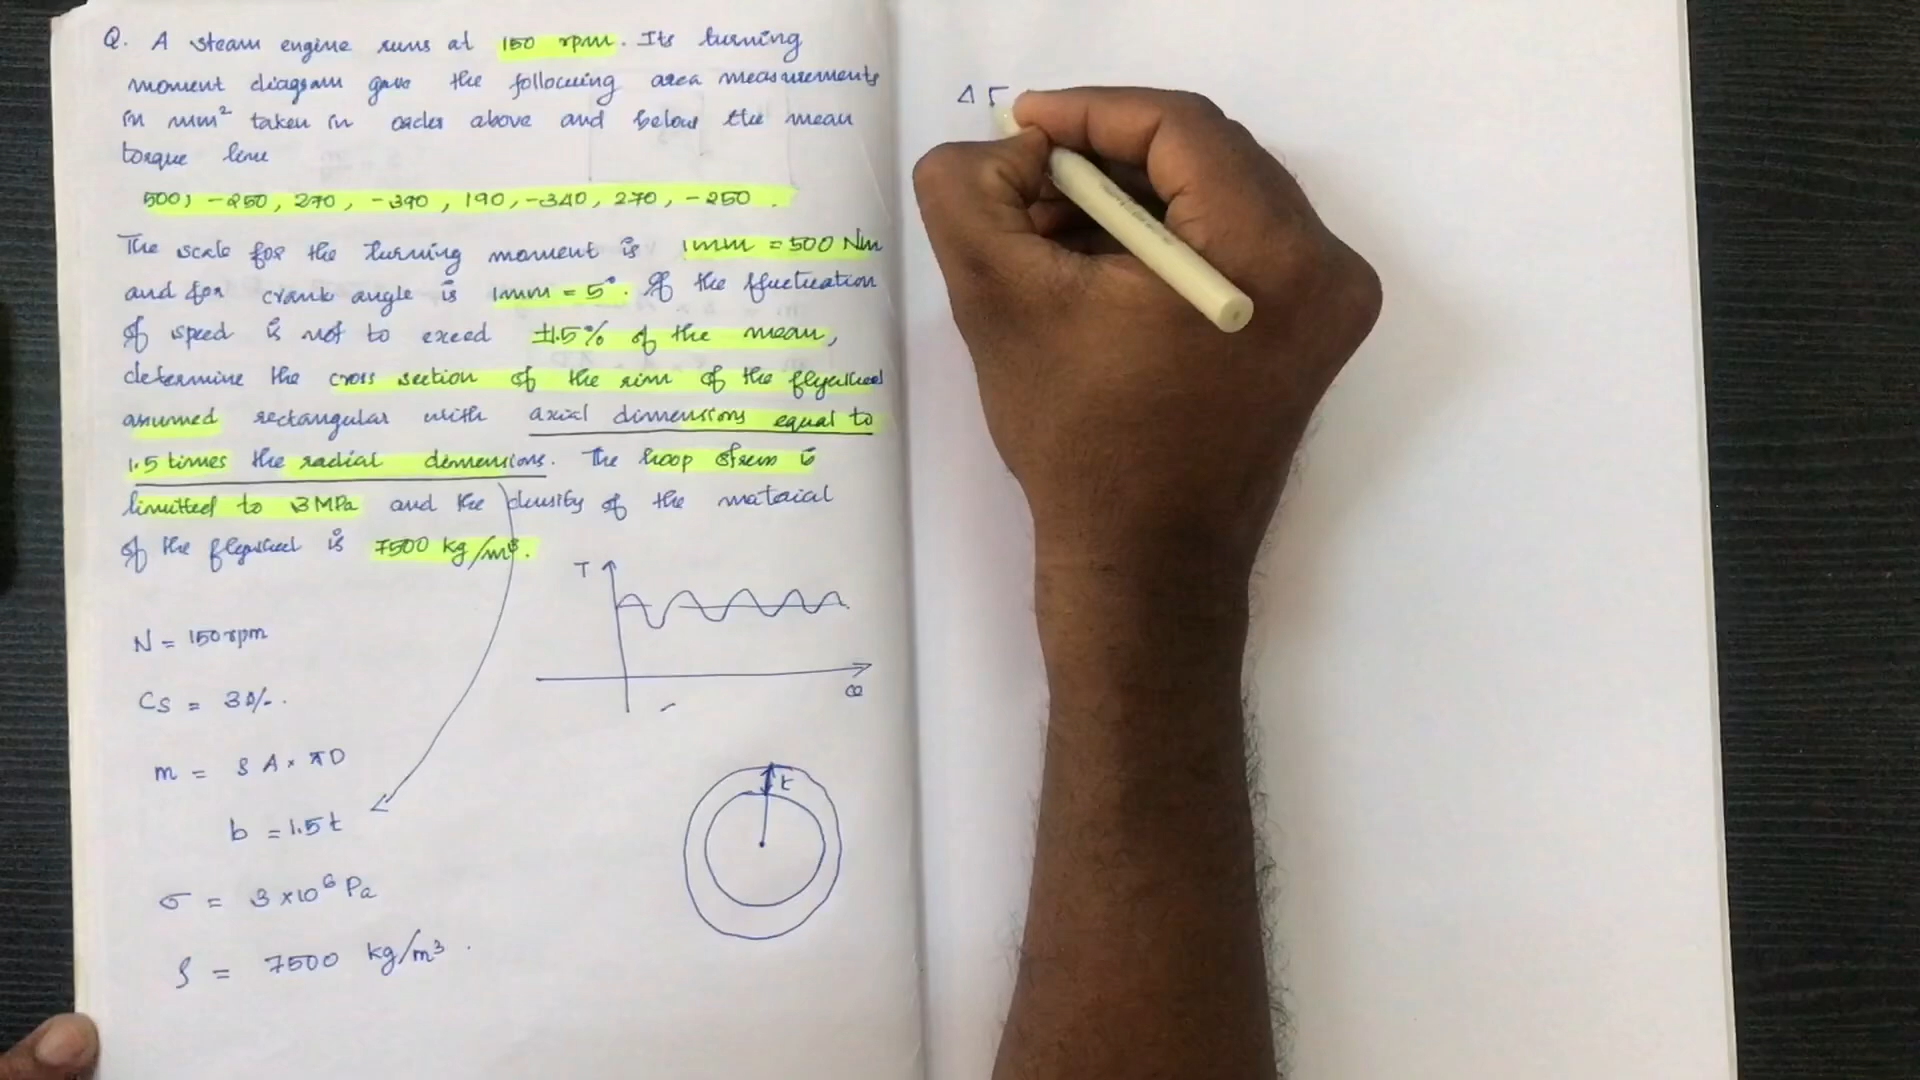 Q. A steam engine runs at 150 rpm. Its turning
moment diagram gave the following area measurements
in mm² taken in order above and below the mean
torque line
500, -250, 270, -390, 190, -340, 270, -250.
The scale for the turning moment is 1mm = 500 Nm
and for crank angle is 1mm = 5°. If the fluctuation
of speed is not to exceed ±1.5% of the mean,
determine the cross section of the rim of the flywheel
assumed rectangular with axial dimensions equal to
1.5 times the radial dimensions. The hoop stress is
limitted to 3 MPa and the density of the material
of the flywheel is 7500 kg/m³.
T
θ
N = 150 rpm
Cs = 3%.
m = ρ A × πD
t
b = 1.5t
σ = 3×10⁶ Pa
ρ = 7500 kg/m³.
Δ